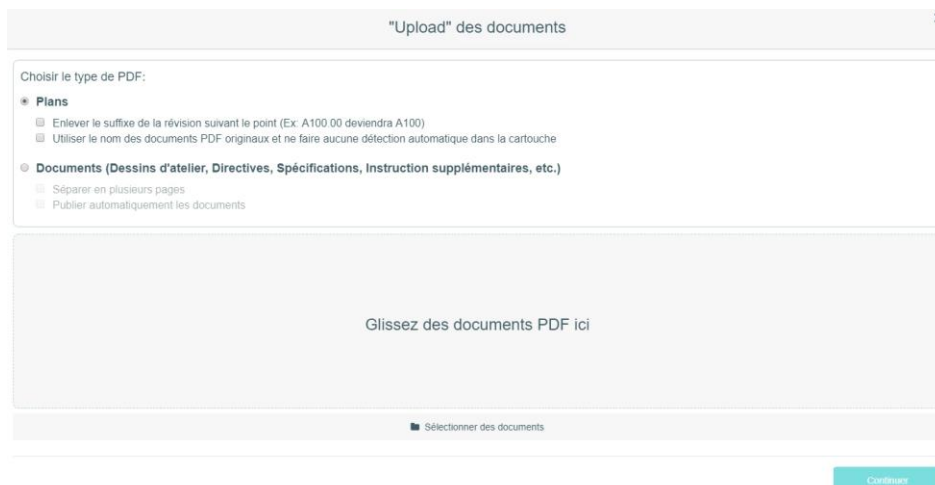 "Upload" des documents
Choisir le type de PDF:
Plans
Enlever le suffixe de la révision suivant le point (Ex: A100.00 deviendra A100)
Utiliser le nom des documents PDF originaux et ne faire aucune détection automatique dans la cartouche
Documents (Dessins d'atelier, Directives, Spécifications, Instruction supplémentaires, etc.)
Séparer en plusieurs pages
Publier automatiquement les documents
Glissez des documents PDF ici
Sélectionner des documents
Continuer